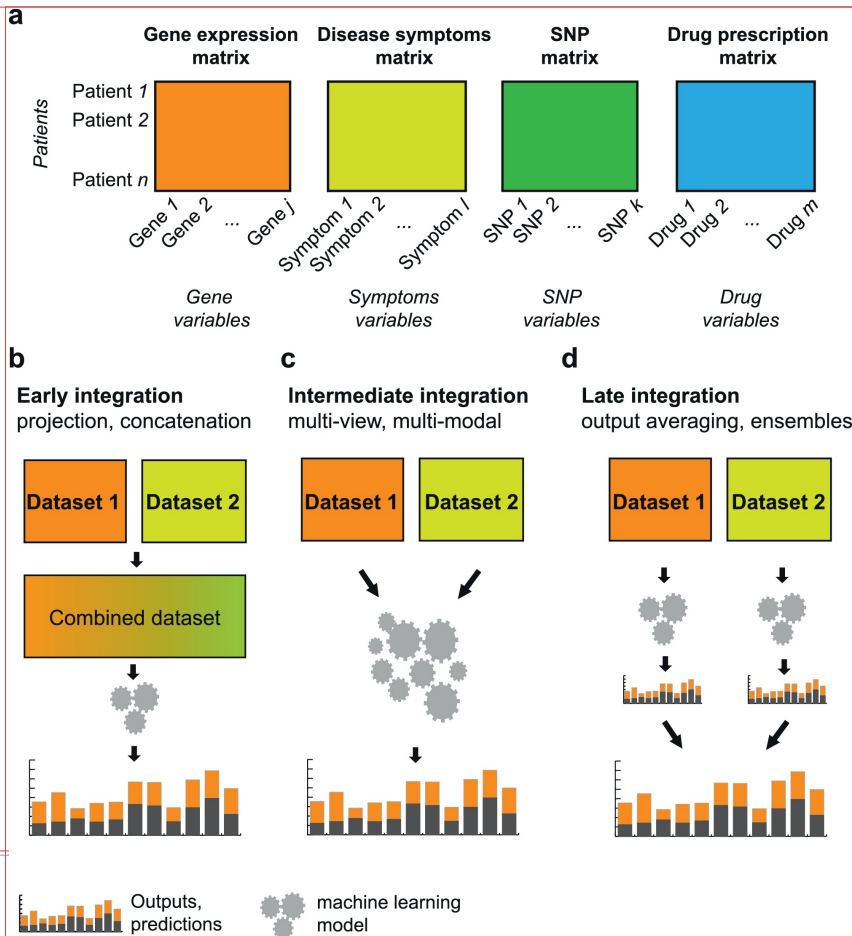 a
Gene expression matrix
Disease symptoms matrix
SNP matrix
Drug prescription matrix
Patients
Patient 1
Patient 2
Patient n
Gene 1
Gene 2
...
Gene j
Symptom 1
Symptom 2
...
Symptom l
SNP 1
SNP 2
...
SNP k
Drug 1
Drug 2
...
Drug m
Gene variables
Symptoms variables
SNP variables
Drug variables
b
Early integration
projection, concatenation
Dataset 1
Dataset 2
Combined dataset
c
Intermediate integration
multi-view, multi-modal
Dataset 1
Dataset 2
d
Late integration
output averaging, ensembles
Dataset 1
Dataset 2
Outputs, predictions
machine learning model